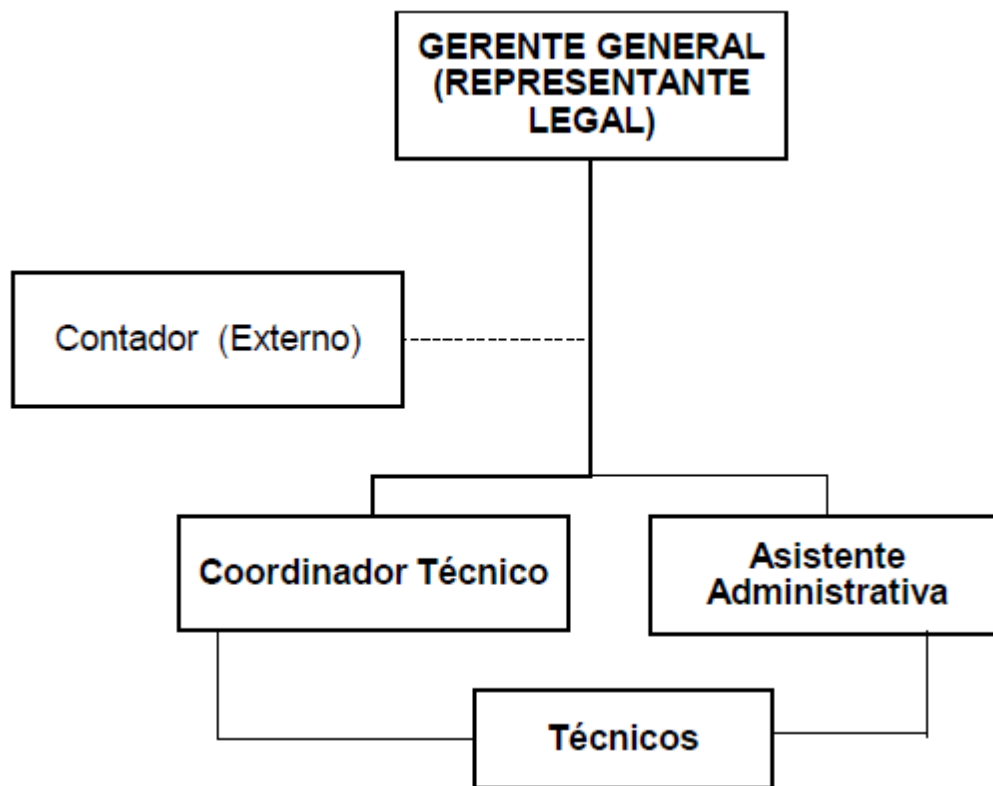 GERENTE GENERAL
(REPRESENTANTE
LEGAL)
Contador (Externo)
Coordinador Técnico
Asistente
Administrativa
Técnicos